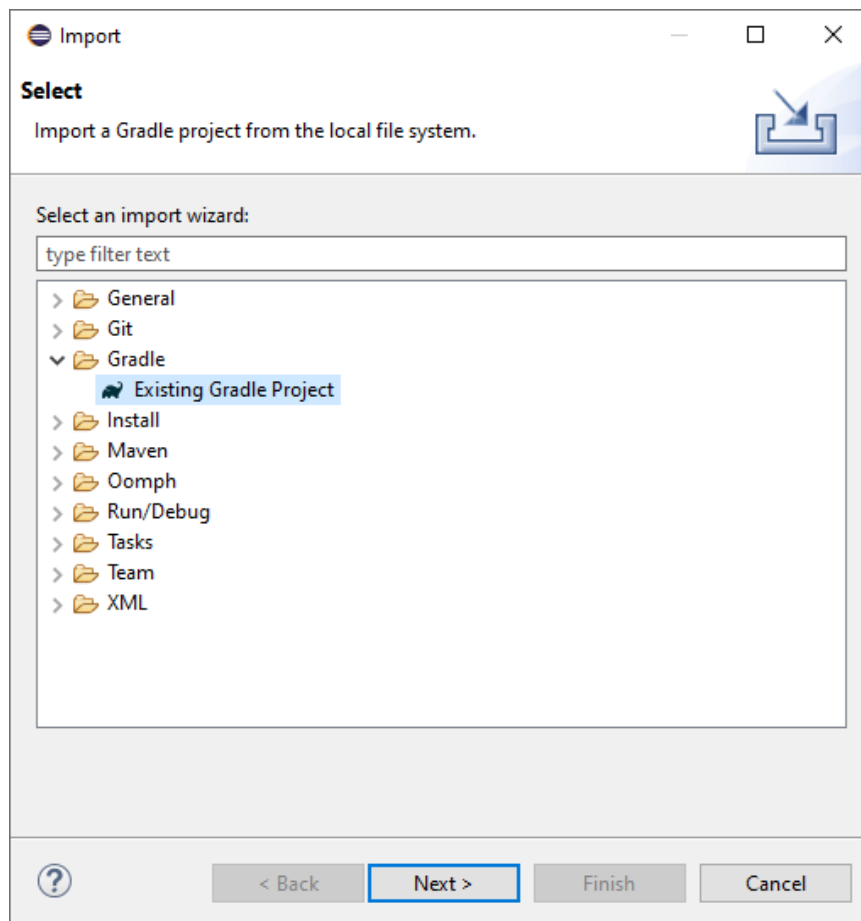 Import
Select
Import a Gradle project from the local file system.
Select an import wizard:
type filter text
General
Git
Gradle
Existing Gradle Project
Install
Maven
Oomph
Run/Debug
Tasks
Team
XML
?
< Back
Next >
Finish
Cancel